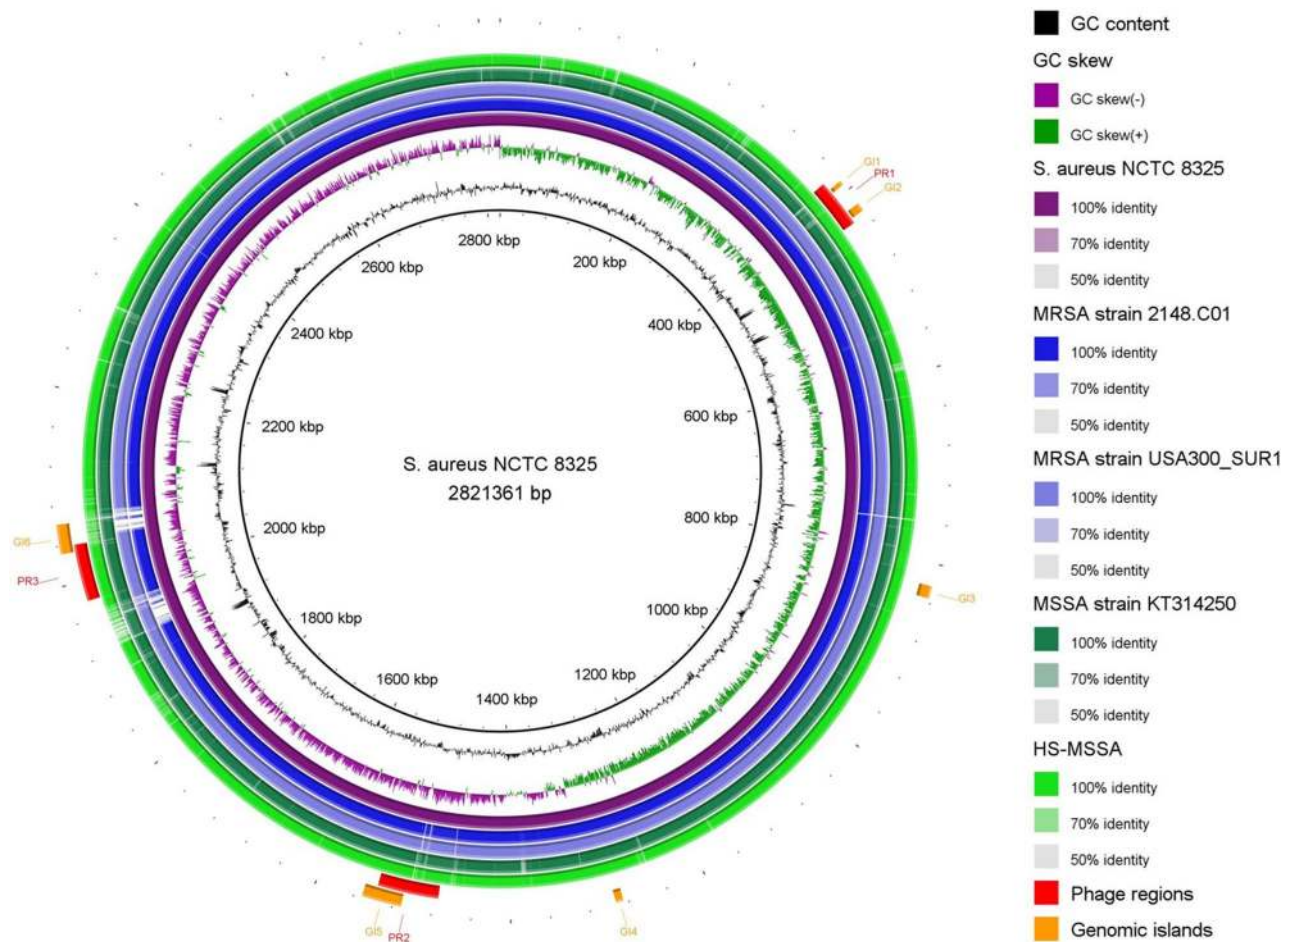 GI1
PR1
GI2
2800 kbp
200 kbp
400 kbp
600 kbp
800 kbp
1000 kbp
1200 kbp
1400 kbp
1600 kbp
1800 kbp
2000 kbp
2200 kbp
2400 kbp
2600 kbp
S. aureus NCTC 8325
2821361 bp
GI3
GI4
PR2
GI5
PR3
GI6
GC content
GC skew
GC skew(-)
GC skew(+)
S. aureus NCTC 8325
100% identity
70% identity
50% identity
MRSA strain 2148.C01
100% identity
70% identity
50% identity
MRSA strain USA300_SUR1
100% identity
70% identity
50% identity
MSSA strain KT314250
100% identity
70% identity
50% identity
HS-MSSA
100% identity
70% identity
50% identity
Phage regions
Genomic islands